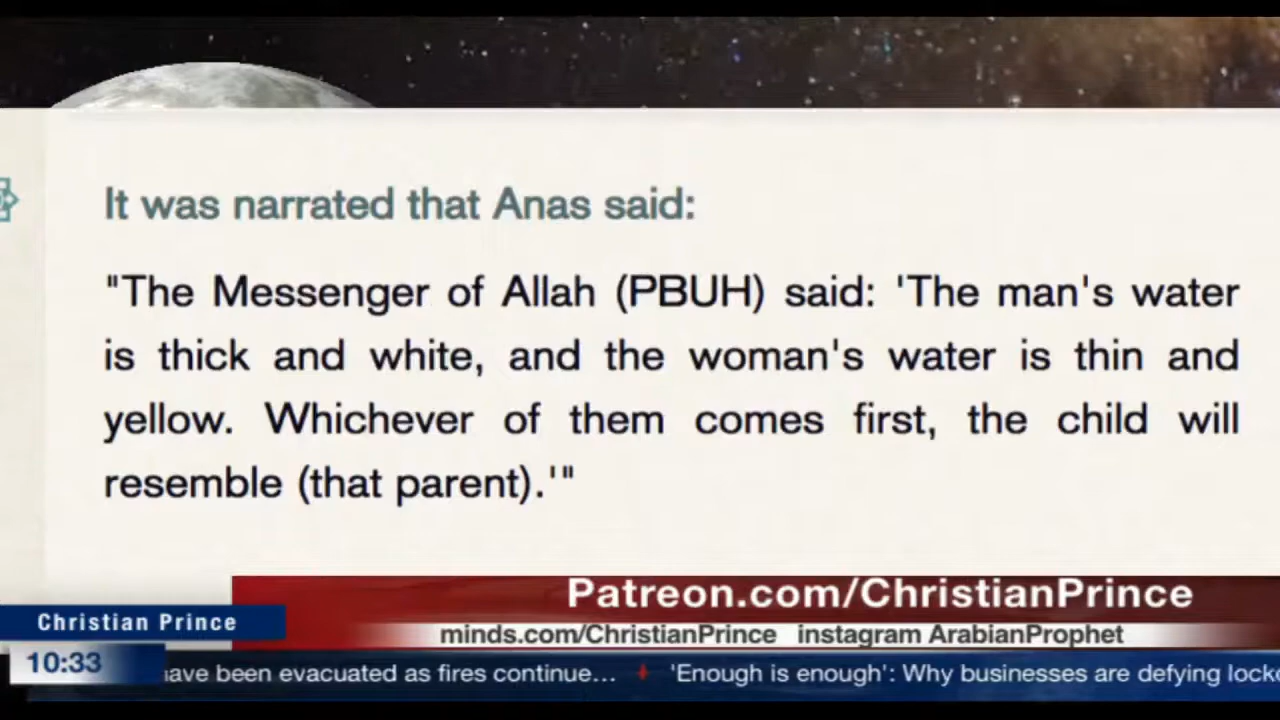 It was narrated that Anas said:
"The Messenger of Allah (PBUH) said: 'The man's water
is thick and white, and the woman's water is thin and
yellow. Whichever of them comes first, the child will
resemble (that parent).'"
Patreon.com/ChristianPrince
Christian Prince
minds.com/ChristianPrince instagram ArabianProphet
10:33
have been evacuated as fires continue... 'Enough is enough': Why businesses are defying